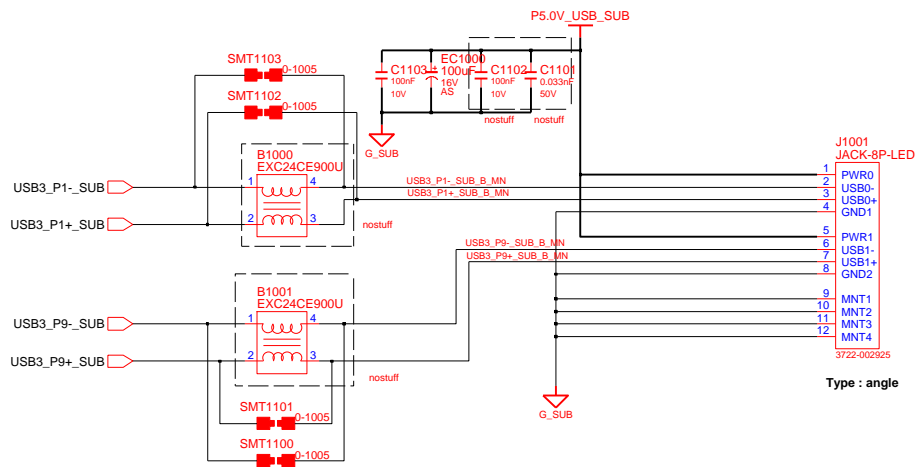 P5.0V_USB_SUB
SMT1103
0-1005
SMT1102
0-1005
C1103
100nF
10V
EC1000
100uF
16V
AS
C1102
100nF
10V
C1101
0.033nF
50V
nostuff
nostuff
G_SUB
B1000
EXC24CE900U
USB3_P1-_SUB
1
4
USB3_P1-_SUB_B_MN
USB3_P1+_SUB_B_MN
USB3_P1+_SUB
2
3
nostuff
J1001
JACK-8P-LED
1 PWR0
2 USB0-
3 USB0+
4 GND1
5 PWR1
6 USB1-
7 USB1+
8 GND2
9 MNT1
10 MNT2
11 MNT3
12 MNT4
3722-002925
Type : angle
USB3_P9-_SUB_B_MN
USB3_P9+_SUB_B_MN
B1001
EXC24CE900U
USB3_P9-_SUB
1
4
USB3_P9+_SUB
2
3
nostuff
SMT1101
0-1005
SMT1100
0-1005
G_SUB